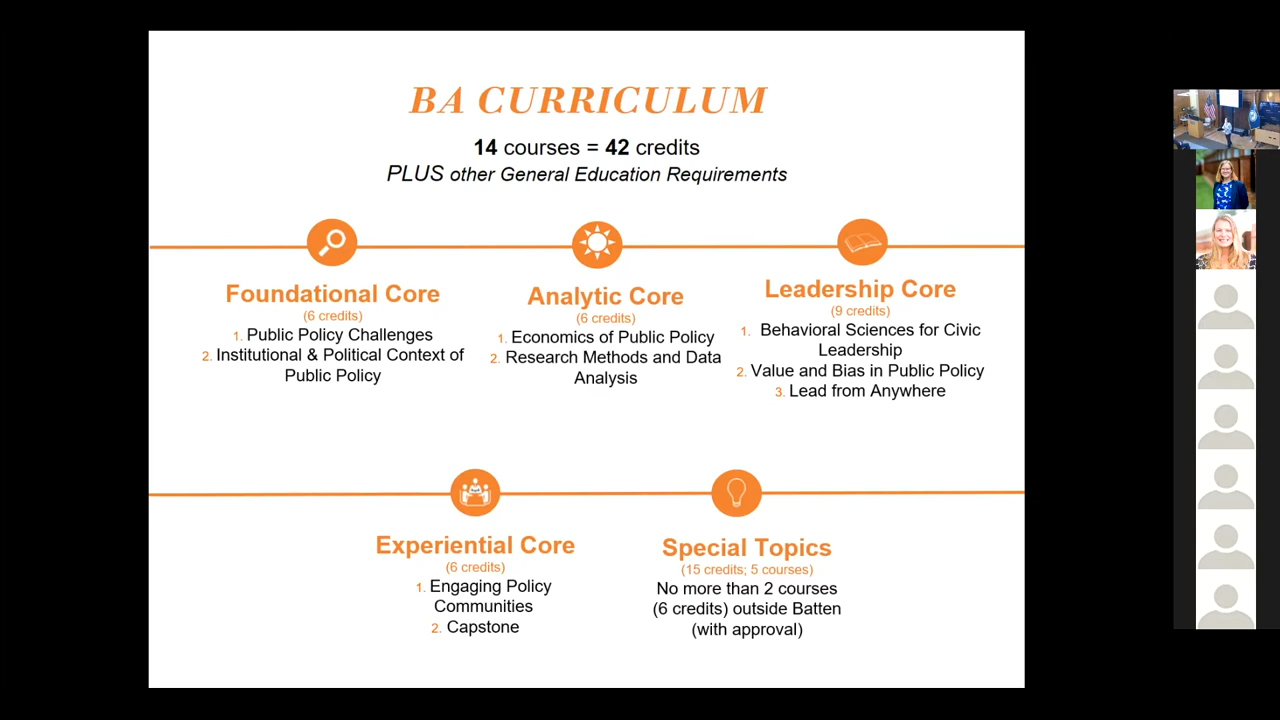 BA CURRICULUM
14 courses = 42 credits
PLUS other General Education Requirements
Foundational Core
(6 credits)
1. Public Policy Challenges
2. Institutional & Political Context of
Public Policy
Analytic Core
(6 credits)
1. Economics of Public Policy
2. Research Methods and Data
Analysis
Leadership Core
(9 credits)
1. Behavioral Sciences for Civic
Leadership
2. Value and Bias in Public Policy
3. Lead from Anywhere
Experiential Core
(6 credits)
1. Engaging Policy
Communities
2. Capstone
Special Topics
(15 credits; 5 courses)
No more than 2 courses
(6 credits) outside Batten
(with approval)